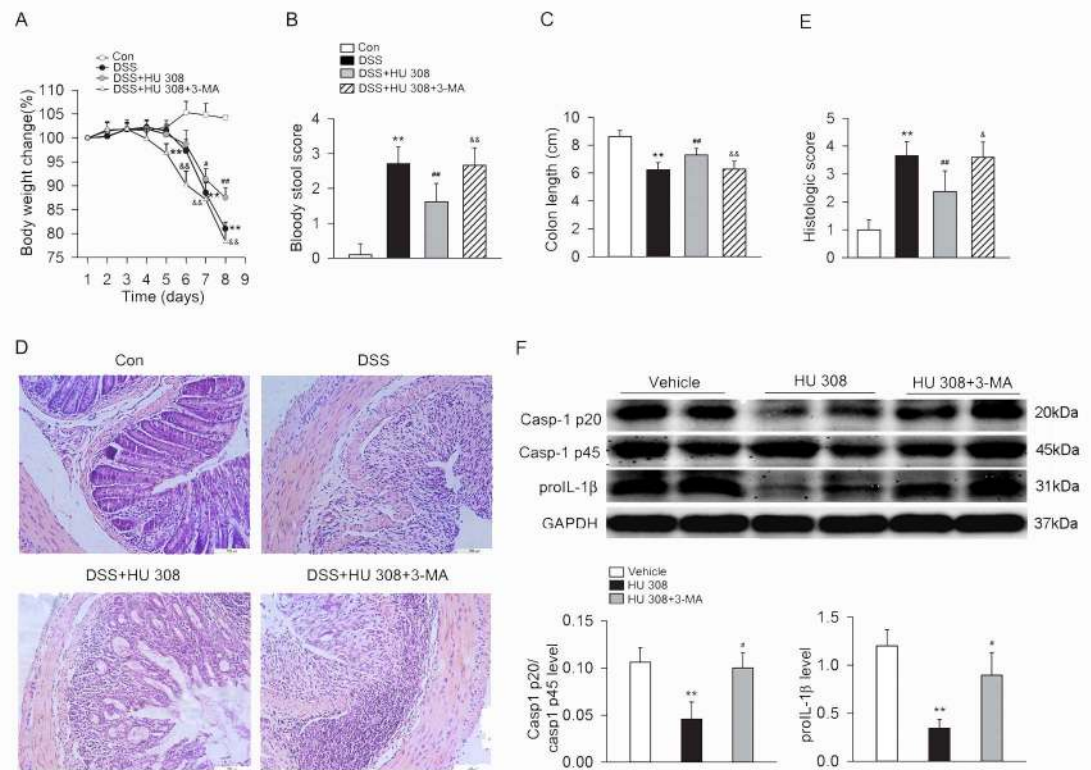 A
Con
DSS
DSS+HU 308
DSS+HU 308+3-MA
Body weight change(%)
110
105
100
95
90
85
80
75
** && && # ** ## ** &&
1 2 3 4 5 6 7 8 9
Time (days)
B
Con
DSS
DSS+HU 308
DSS+HU 308+3-MA
Bloody stool score
4
3
2
1
0
** ## &&
C
Colon length (cm)
10
8
6
4
2
0
** ## &&
E
Histologic score
5
4
3
2
1
0
** ## &
D
Con
DSS
DSS+HU 308
DSS+HU 308+3-MA
F
Vehicle HU 308 HU 308+3-MA
Casp-1 p20 20kDa
Casp-1 p45 45kDa
proIL-1β 31kDa
GAPDH 37kDa
Vehicle
HU 308
HU 308+3-MA
Casp1 p20/
casp1 p45 level
0.15
0.10
0.05
0.00
** #
proIL-1β level
1.5
1.0
0.5
0.0
** #